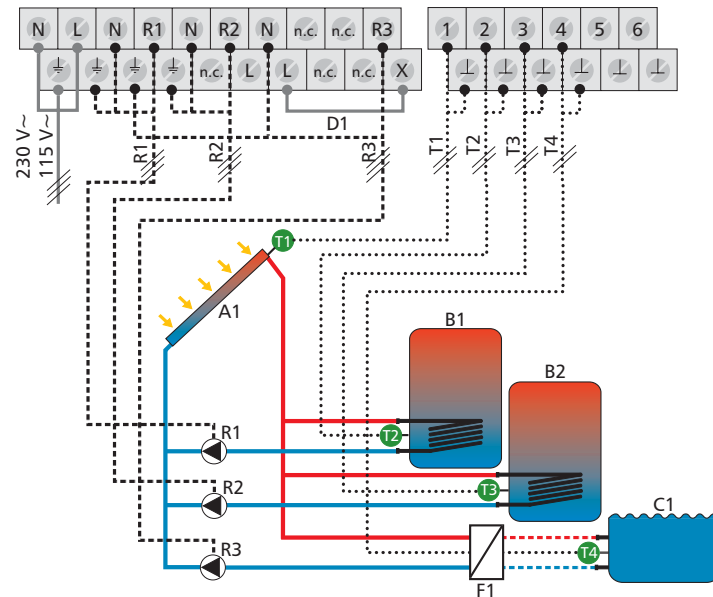 N L N R1 N R2 N n.c. n.c. R3
n.c. L L n.c. n.c. X
1 2 3 4 5 6
D1
230 V~
115 V~
R1
R2
R3
T1
T2
T3
T4
T1
A1
B1
B2
R1
T2
R2
T3
C1
R3
T4
F1